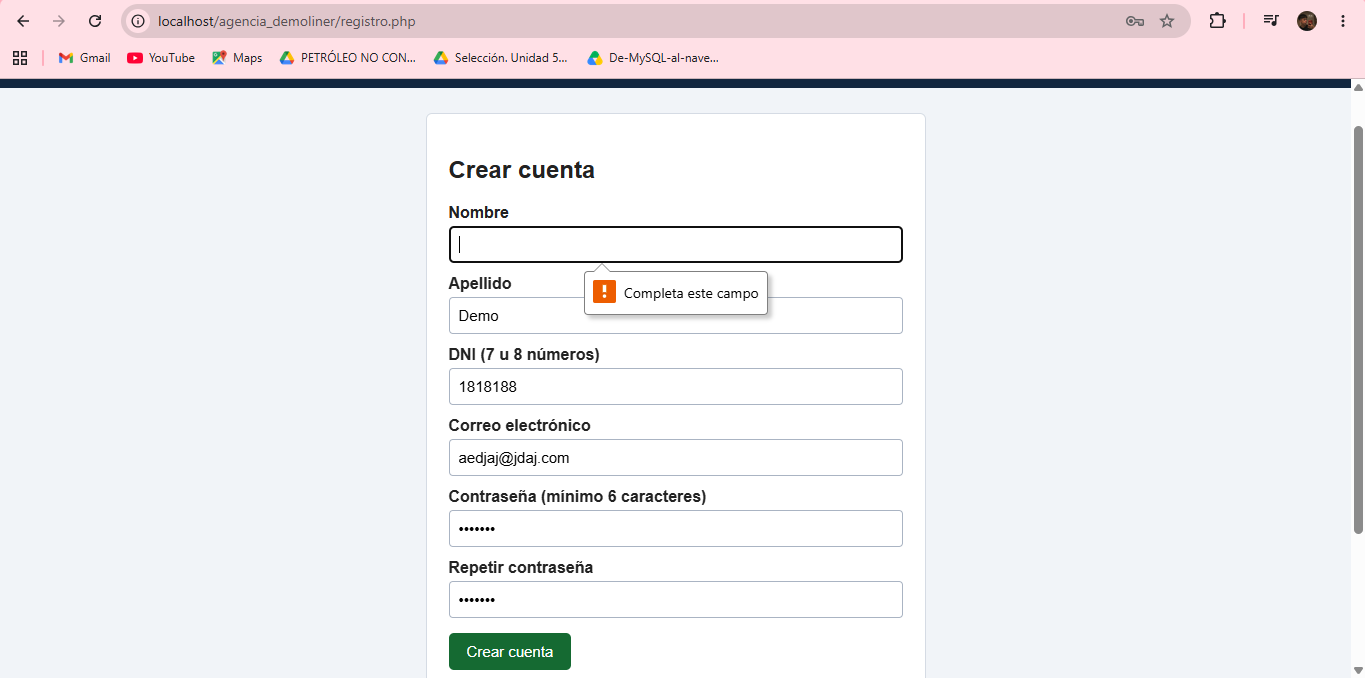 localhost/agencia_demoliner/registro.php
Gmail YouTube Maps PETRÓLEO NO CON... Selección. Unidad 5... De-MySQL-al-nave...
Crear cuenta
Nombre
Completa este campo
Apellido
Demo
DNI (7 u 8 números)
1818188
Correo electrónico
aedjaj@jdaj.com
Contraseña (mínimo 6 caracteres)
•••••••
Repetir contraseña
•••••••
Crear cuenta